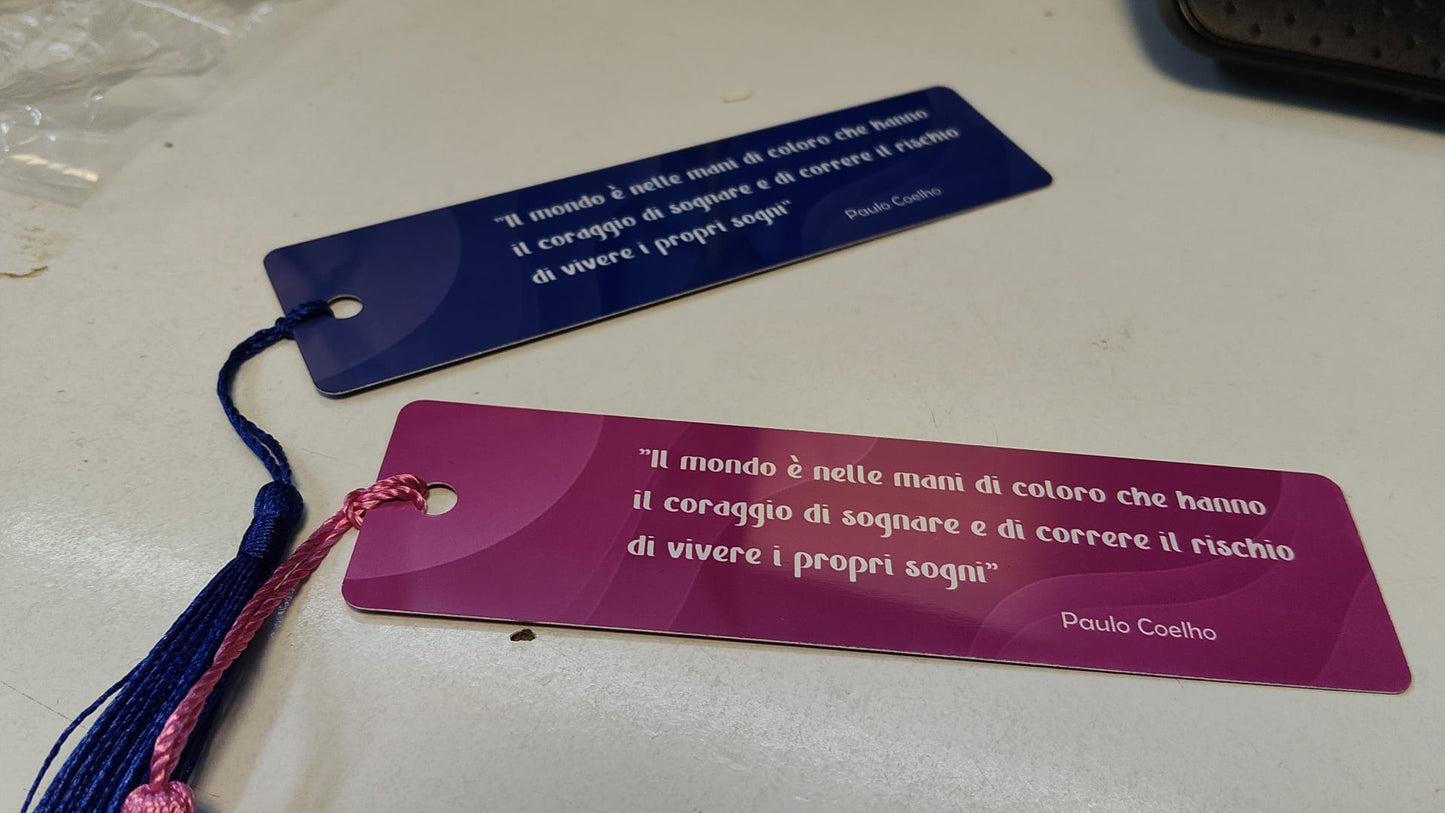 "Il mondo è nelle mani di coloro che hanno
il coraggio di sognare e di correre il rischio
di vivere i propri sogni"
Paulo Coelho
"Il mondo è nelle mani di coloro che hanno
il coraggio di sognare e di correre il rischio
di vivere i propri sogni"
Paulo Coelho